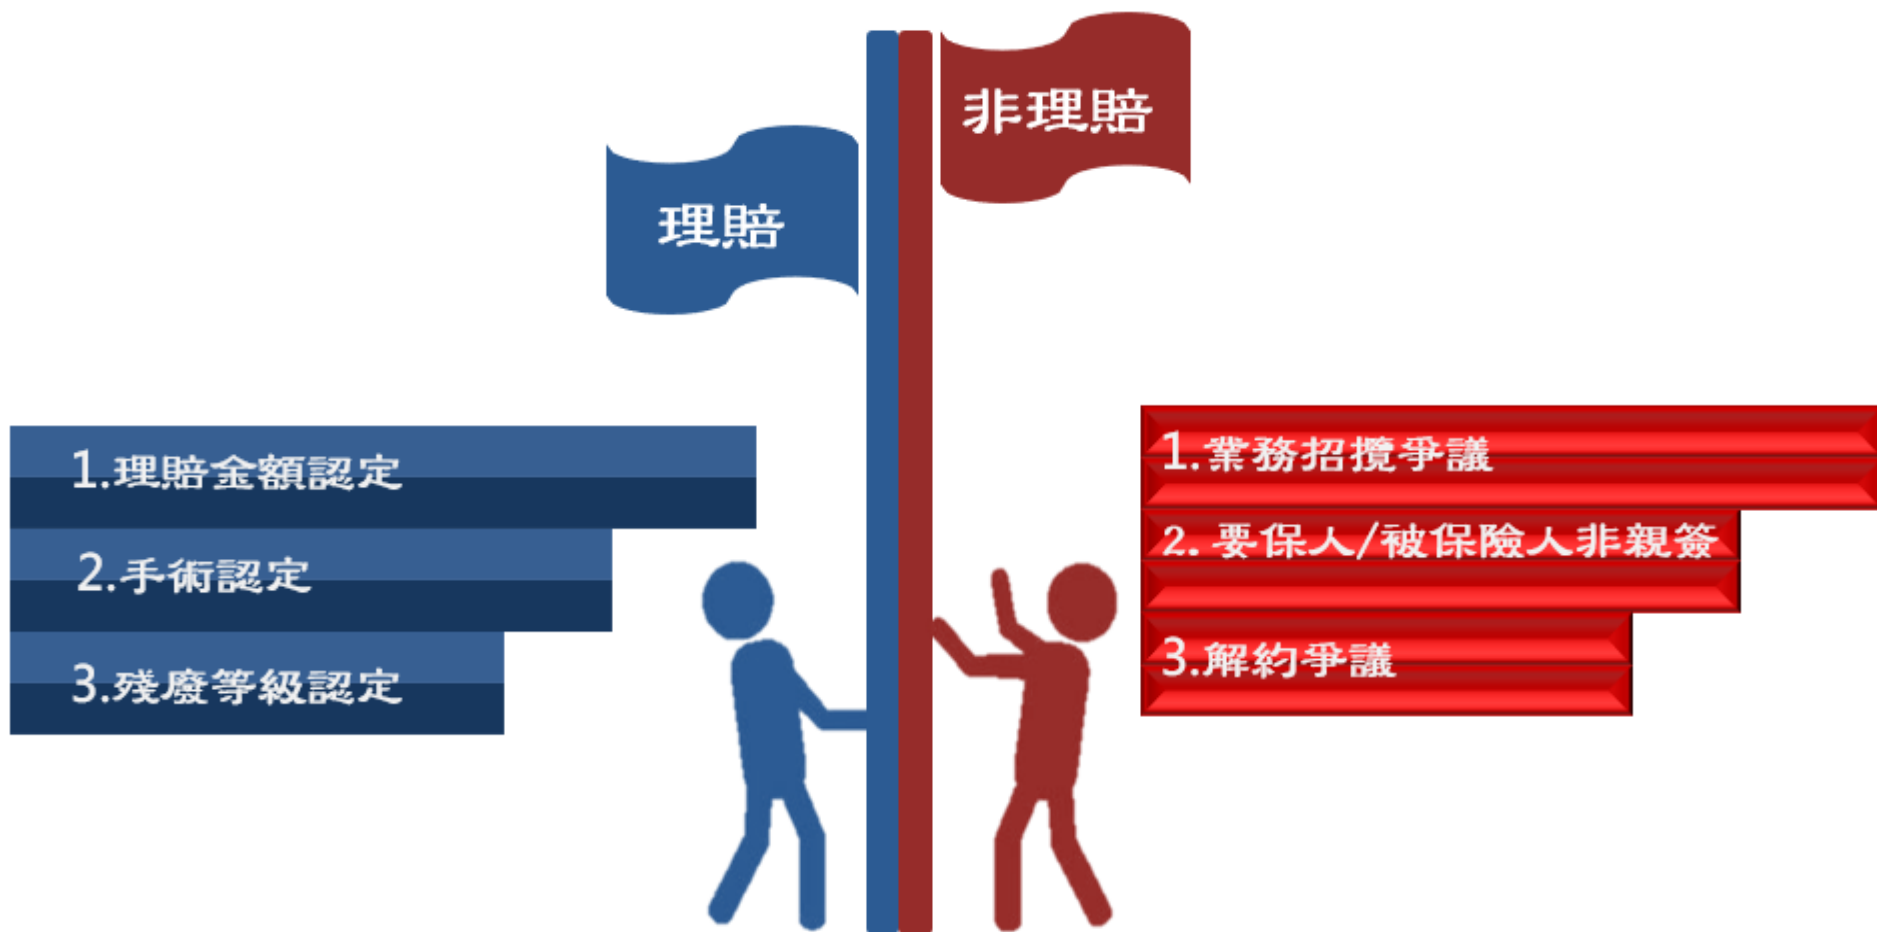 非理賠
理賠
1.理賠金額認定
2.手術認定
3.殘廢等級認定
1.業務招攬爭議
2.要保人/被保險人非親簽
3.解約爭議